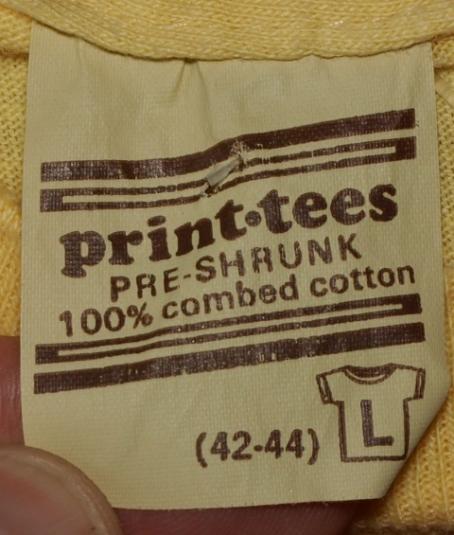 print•tees
PRE-SHRUNK
100% combed cotton
(42-44) L